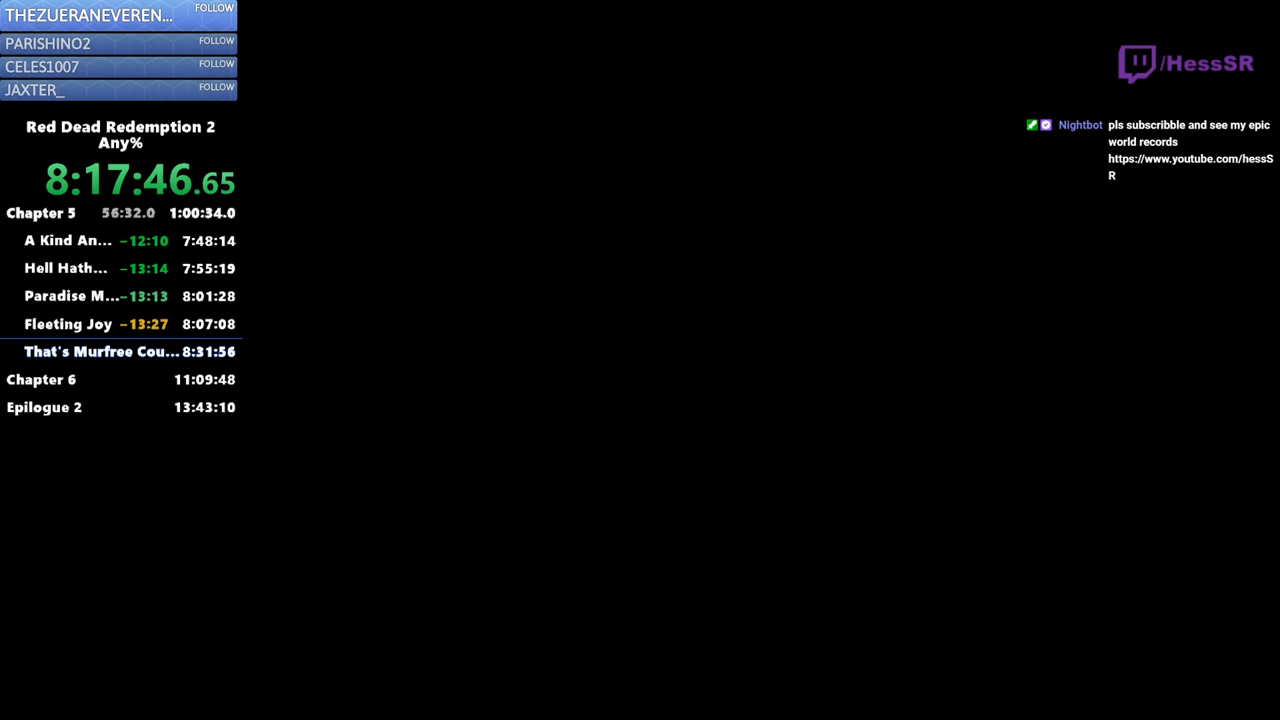 THEZUERANEVEREN... FOLLOW
PARISHINO2 FOLLOW
CELES1007 FOLLOW
JAXTER_ FOLLOW
Red Dead Redemption 2
Any%
8:17:46.65
Chapter 5 56:32.0 1:00:34.0
A Kind An... -12:10 7:48:14
Hell Hath... -13:14 7:55:19
Paradise M... -13:13 8:01:28
Fleeting Joy -13:27 8:07:08
That's Murfree Cou... 8:31:56
Chapter 6 11:09:48
Epilogue 2 13:43:10
/HessSR
Nightbot pls subscribble and see my epic
world records
https://www.youtube.com/hessS
R